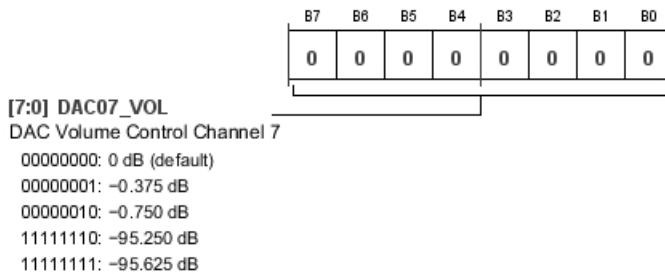 B7 B6 B5 B4 B3 B2 B1 B0
0 0 0 0 0 0 0 0
[7:0] DAC07_VOL
DAC Volume Control Channel 7
00000000: 0 dB (default)
00000001: −0.375 dB
00000010: −0.750 dB
11111110: −95.250 dB
11111111: −95.625 dB